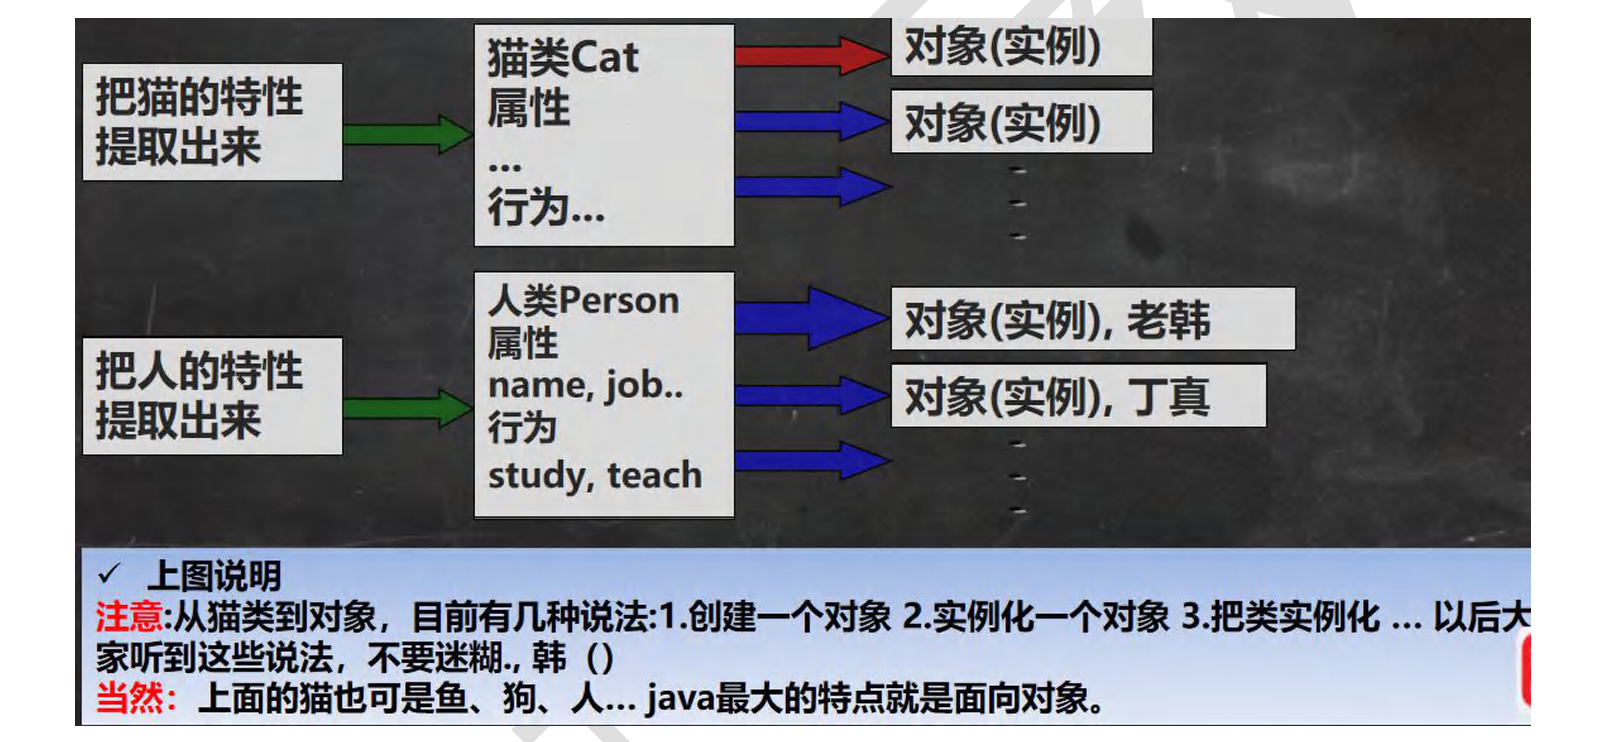 把猫的特性
提取出来
猫类Cat
属性
...
行为...
对象(实例)
对象(实例)
把人的特性
提取出来
人类Person
属性
name, job..
行为
study, teach
对象(实例), 老韩
对象(实例), 丁真
✓ 上图说明
注意:从猫类到对象，目前有几种说法:1.创建一个对象 2.实例化一个对象 3.把类实例化 ... 以后大
家听到这些说法，不要迷糊., 韩（）
当然：上面的猫也可是鱼、狗、人... java最大的特点就是面向对象。